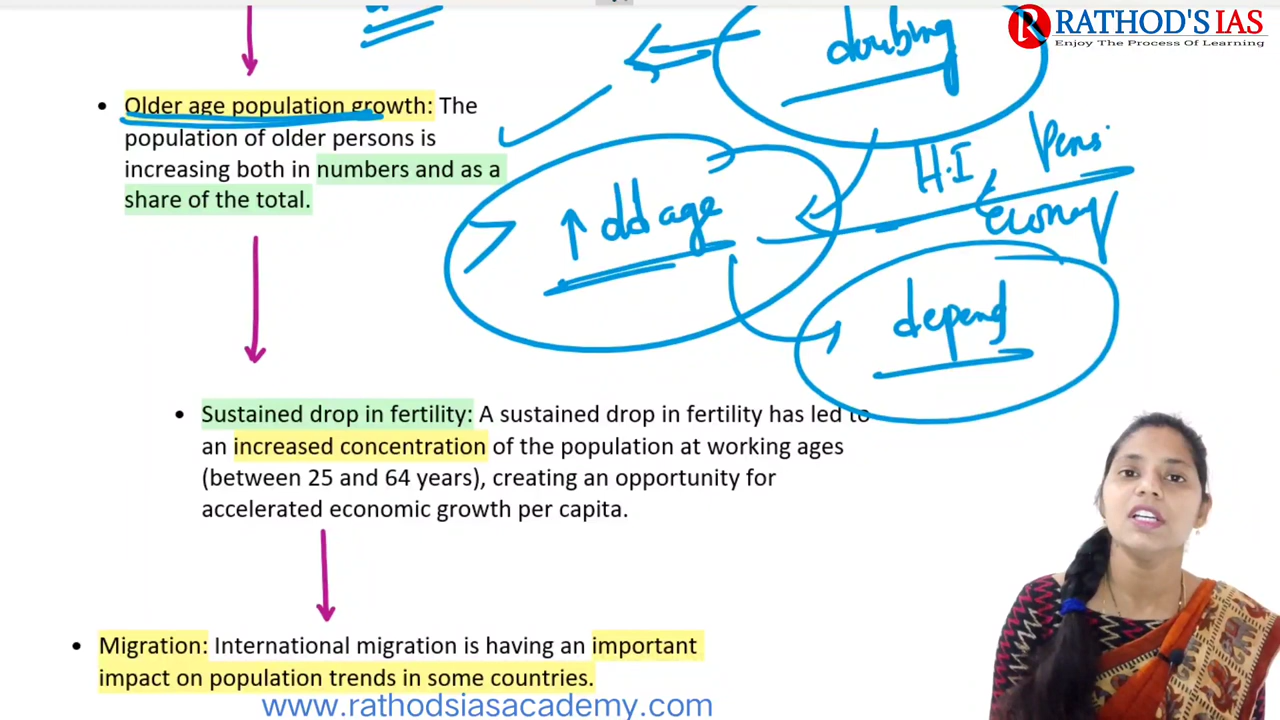 RATHOD'S IAS
Enjoy The Process Of Learning
doubing
• Older age population growth: The
population of older persons is
increasing both in numbers and as a
share of the total.
H.I
Pens
economy
↑ old age
depend
• Sustained drop in fertility: A sustained drop in fertility has led to
an increased concentration of the population at working ages
(between 25 and 64 years), creating an opportunity for
accelerated economic growth per capita.
• Migration: International migration is having an important
impact on population trends in some countries.
www.rathodsiasacademy.com